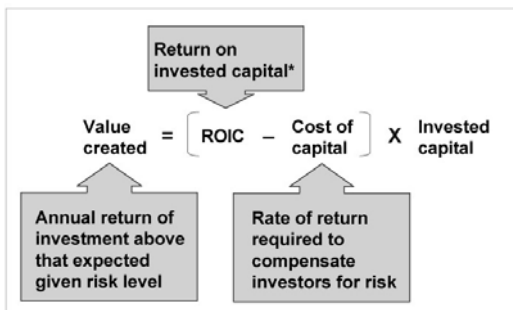 Return on
invested capital*
Value
created = [ ROIC – Cost of
capital ] X Invested
capital
Annual return of
investment above
that expected
given risk level
Rate of return
required to
compensate
investors for risk